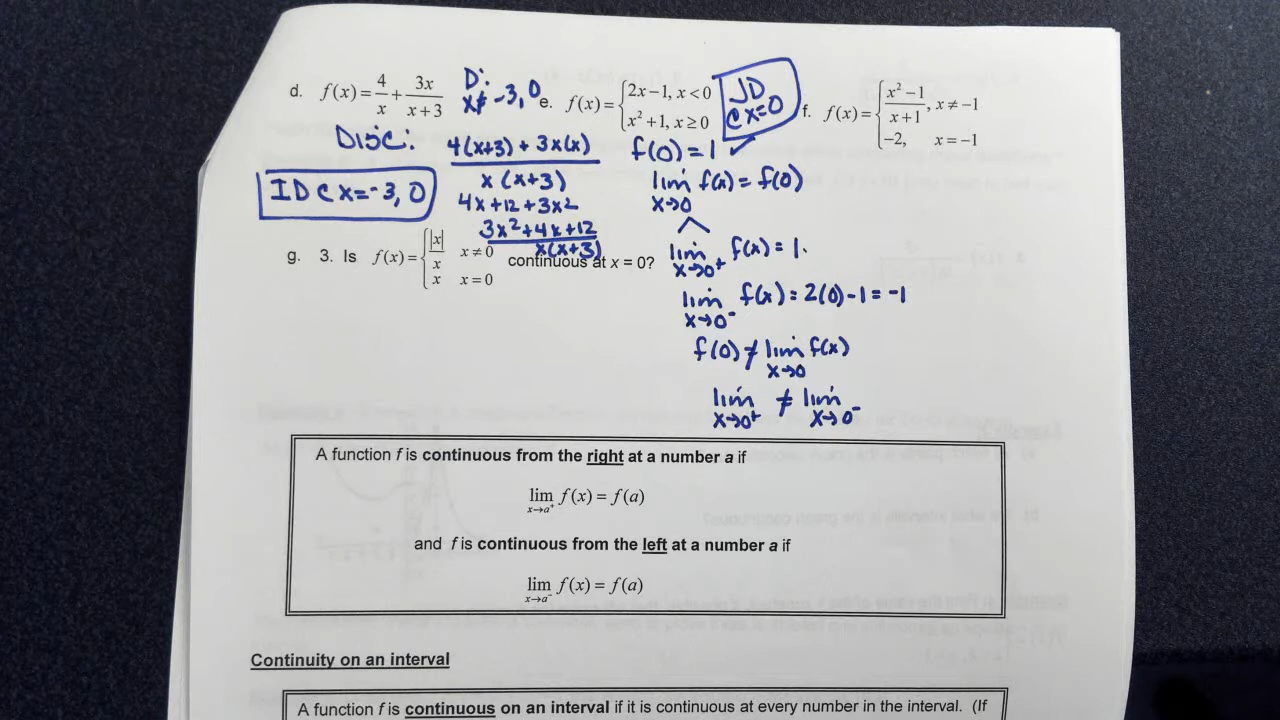 d. f(x) = 4/x + 3x/(x+3)
D: x≠ -3, 0
Disc:
ID @ x = -3, 0
4(x+3) + 3x(x)
x(x+3)
4x+12+3x²
3x²+4x+12
x(x+3)
e. f(x) = { 2x−1, x<0
x²+1, x≥0
JD
@ x=0
f(0) = 1 ✓
lim f(x) = f(0)
x→0
lim f(x) = 1.
x→0⁺
lim f(x) = 2(0)-1 = -1
x→0⁻
f(0) ≠ lim f(x)
x→0
lim ≠ lim
x→0⁺ x→0⁻
f. f(x) = { (x²−1)/(x+1), x≠−1
−2, x=−1
g. 3. Is f(x) = { |x|/x x≠0
x x=0
continuous at x = 0?
A function f is continuous from the right at a number a if
lim f(x) = f(a)
x→a⁺
and f is continuous from the left at a number a if
lim f(x) = f(a)
x→a⁻
Continuity on an interval
A function f is continuous on an interval if it is continuous at every number in the interval. (If